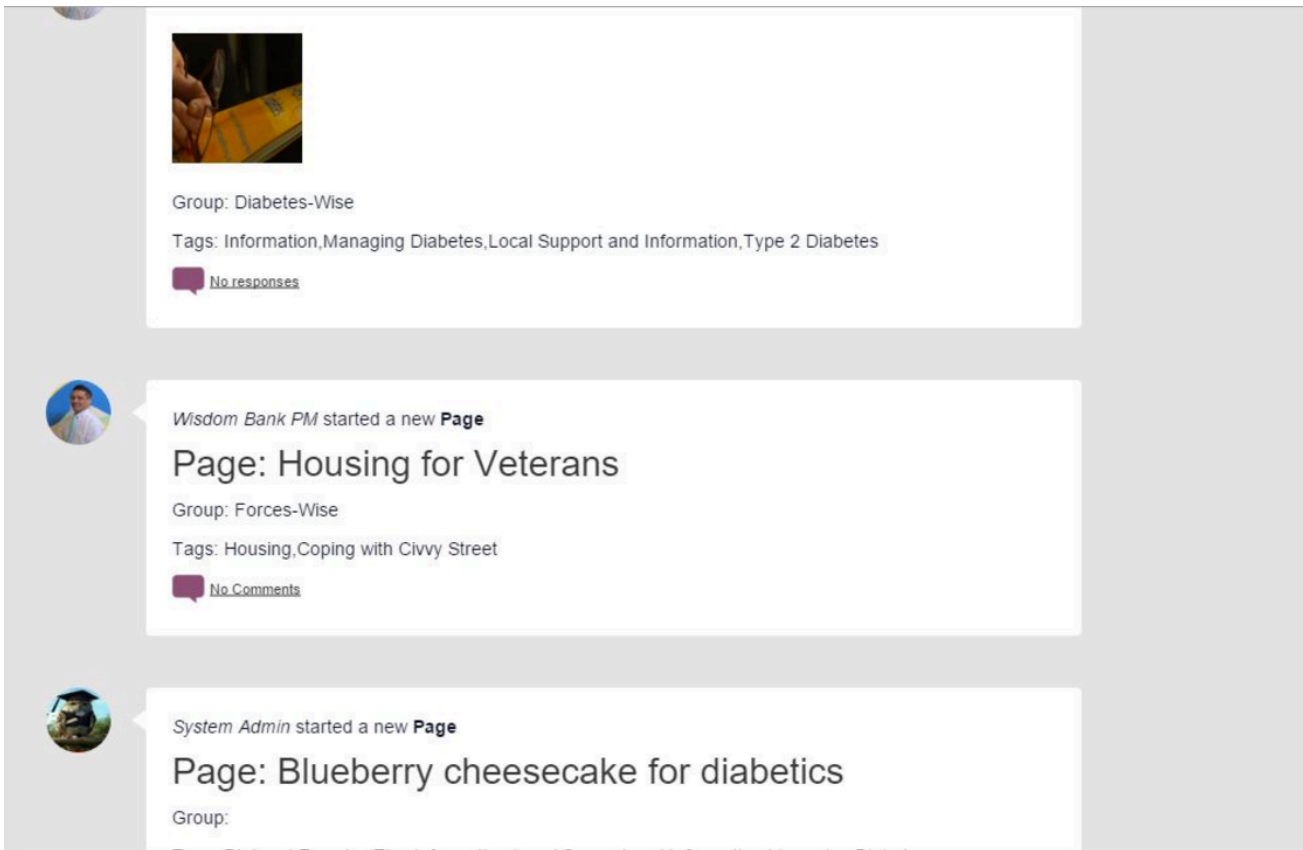 Group: Diabetes-Wise
Tags: Information,Managing Diabetes,Local Support and Information,Type 2 Diabetes
No responses
Wisdom Bank PM started a new Page
Page: Housing for Veterans
Group: Forces-Wise
Tags: Housing,Coping with Civvy Street
No Comments
System Admin started a new Page
Page: Blueberry cheesecake for diabetics
Group: